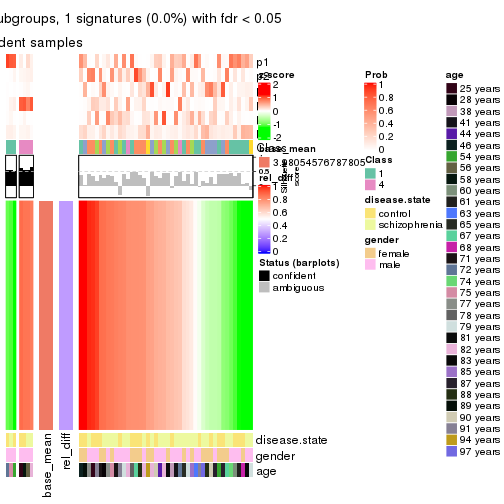 ubgroups, 1 signatures (0.0%) with fdr < 0.05
dent samples
p1
z_score
2
1
-2
base_mean
3.98054576787805
rel_diff
1
0.8
0.6
0.4
0.2
0
Status (barplots)
confident
ambiguous
Prob
1
0.8
0.6
0.4
0.2
0
Class
1
4
disease.state
control
schizophrenia
gender
female
male
age
25 years
28 years
38 years
41 years
44 years
46 years
54 years
56 years
58 years
60 years
61 years
63 years
65 years
67 years
68 years
71 years
72 years
74 years
75 years
77 years
78 years
79 years
81 years
82 years
83 years
85 years
87 years
88 years
89 years
90 years
91 years
94 years
97 years
disease.state
gender
age
base_mean
rel_diff